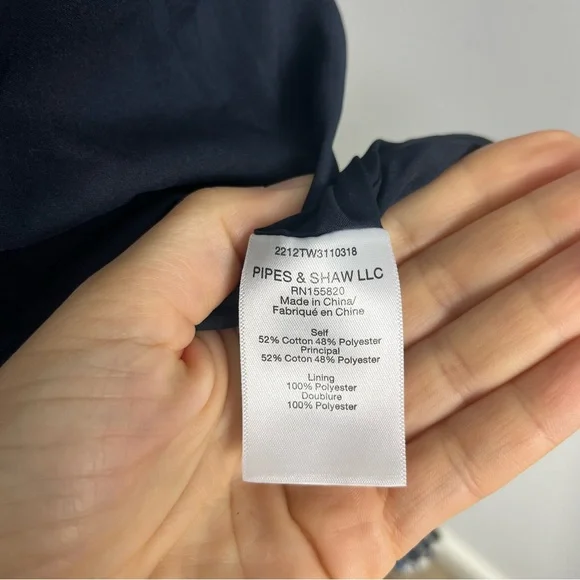 2212TW3110318
PIPES & SHAW LLC
RN155820
Made in China/
Fabriqué en Chine
Self
52% Cotton 48% Polyester
Principal
52% Cotton 48% Polyester
Lining
100% Polyester
Doublure
100% Polyester